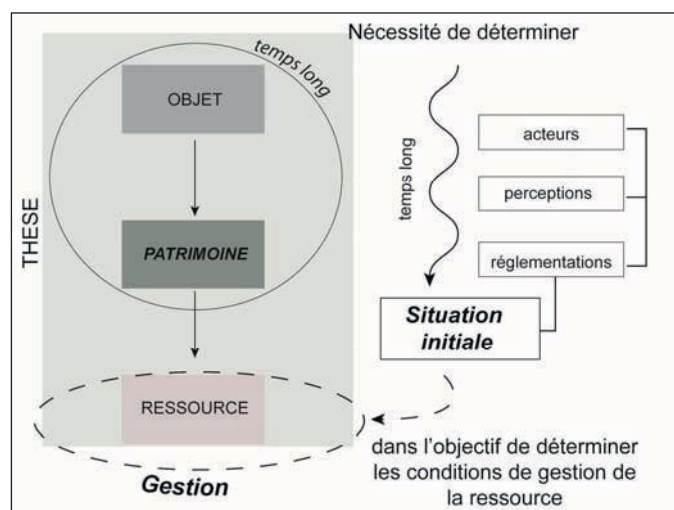 THESE
temps long
OBJET
PATRIMOINE
RESSOURCE
Gestion
Nécessité de déterminer
temps long
acteurs
perceptions
réglementations
Situation
initiale
dans l'objectif de déterminer
les conditions de gestion de
la ressource